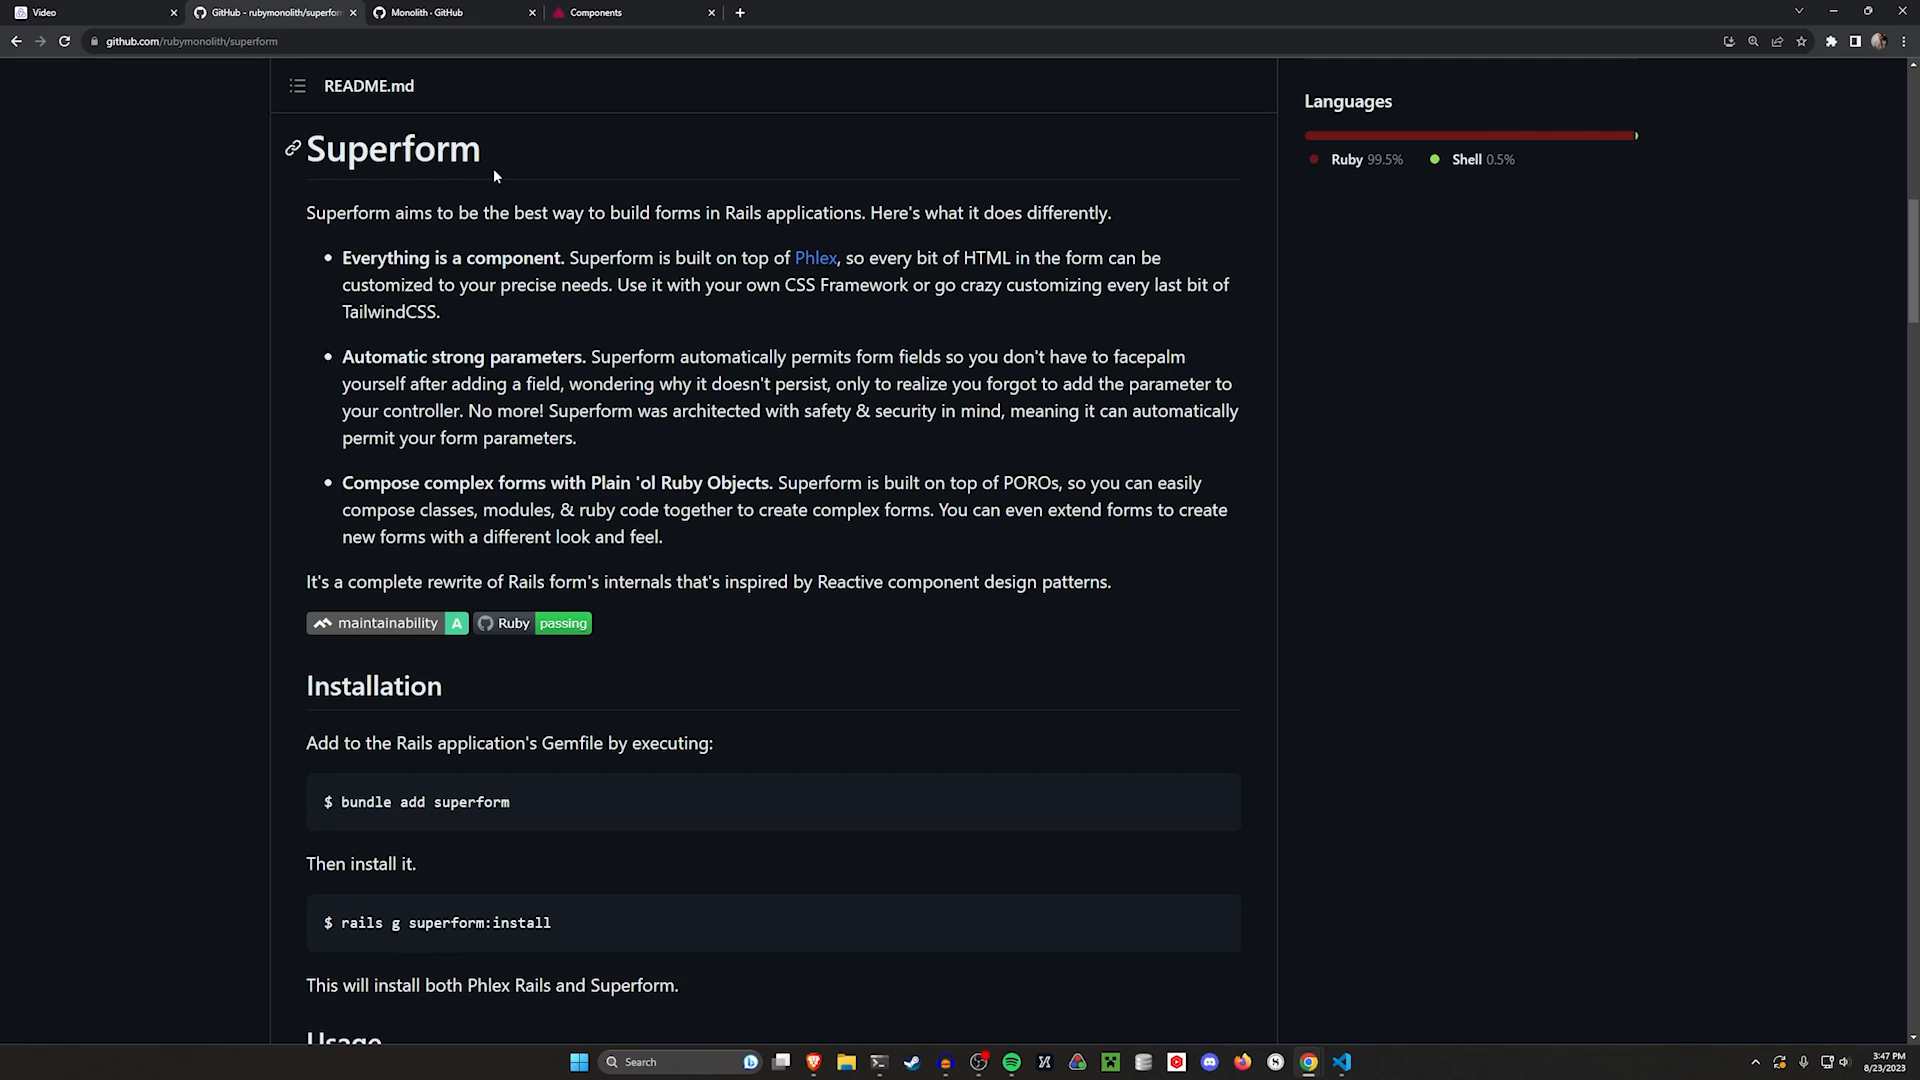 Video
GitHub - rubymonolith/superfor
Monolith · GitHub
Components
github.com/rubymonolith/superform
README.md
Languages
Ruby 99.5%
Shell 0.5%
Superform
Superform aims to be the best way to build forms in Rails applications. Here's what it does differently.
• Everything is a component. Superform is built on top of Phlex, so every bit of HTML in the form can be
customized to your precise needs. Use it with your own CSS Framework or go crazy customizing every last bit of
TailwindCSS.
• Automatic strong parameters. Superform automatically permits form fields so you don't have to facepalm
yourself after adding a field, wondering why it doesn't persist, only to realize you forgot to add the parameter to
your controller. No more! Superform was architected with safety & security in mind, meaning it can automatically
permit your form parameters.
• Compose complex forms with Plain 'ol Ruby Objects. Superform is built on top of POROs, so you can easily
compose classes, modules, & ruby code together to create complex forms. You can even extend forms to create
new forms with a different look and feel.
It's a complete rewrite of Rails form's internals that's inspired by Reactive component design patterns.
maintainability A Ruby passing
Installation
Add to the Rails application's Gemfile by executing:
$ bundle add superform
Then install it.
$ rails g superform:install
This will install both Phlex Rails and Superform.
Usage
Search
3:47 PM
8/23/2023